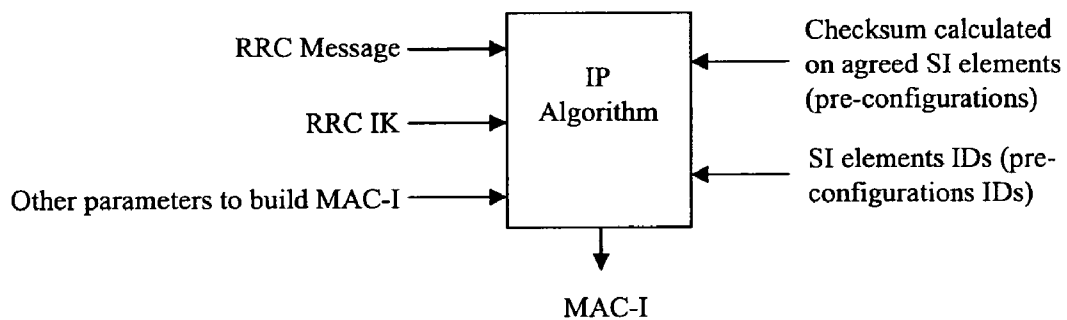 RRC Message
RRC IK
Other parameters to build MAC-I
IP
Algorithm
Checksum calculated
on agreed SI elements
(pre-configurations)
SI elements IDs (pre-
configurations IDs)
MAC-I